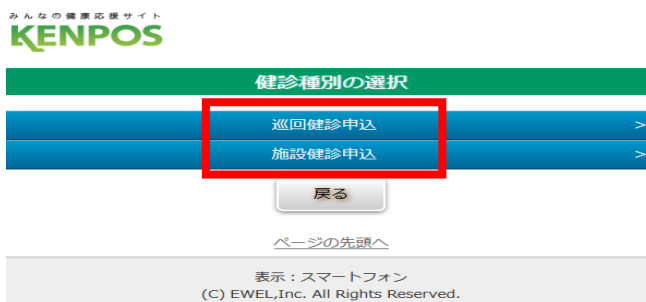 みんなの健康応援サイト
KENPOS
健診種別の選択
巡回健診申込 >
施設健診申込 >
戻る
ページの先頭へ
表示：スマートフォン
(C) EWEL,Inc. All Rights Reserved.